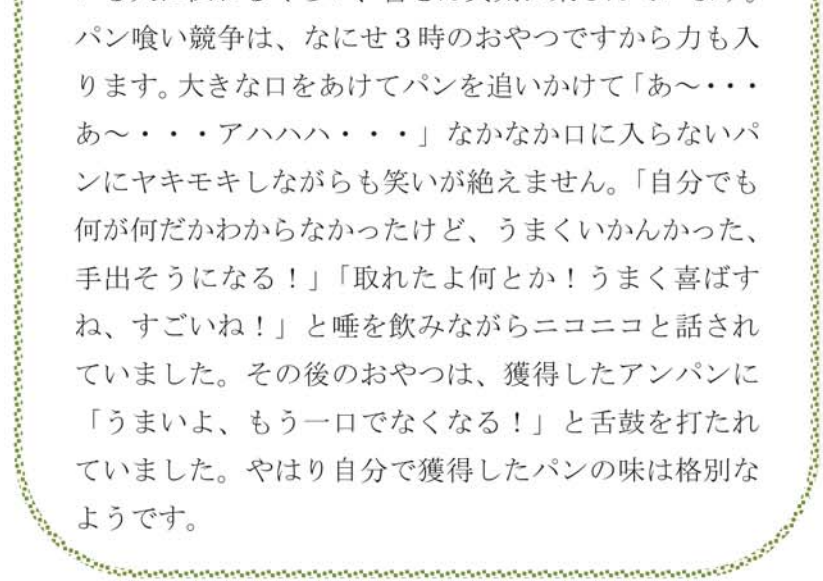 パン喰い競争は、なにせ３時のおやつですから力も入
ります。大きな口をあけてパンを追いかけて「あ～・・・
あ～・・・アハハハ・・・」なかなか口に入らないパ
ンにヤキモキしながらも笑いが絶えません。「自分でも
何が何だかわからなかったけど、うまくいかんかった、
手出そうになる！」「取れたよ何とか！うまく喜ばす
ね、すごいね！」と唾を飲みながらニコニコと話され
ていました。その後のおやつは、獲得したアンパンに
「うまいよ、もう一口でなくなる！」と舌鼓を打たれ
ていました。やはり自分で獲得したパンの味は格別な
ようです。